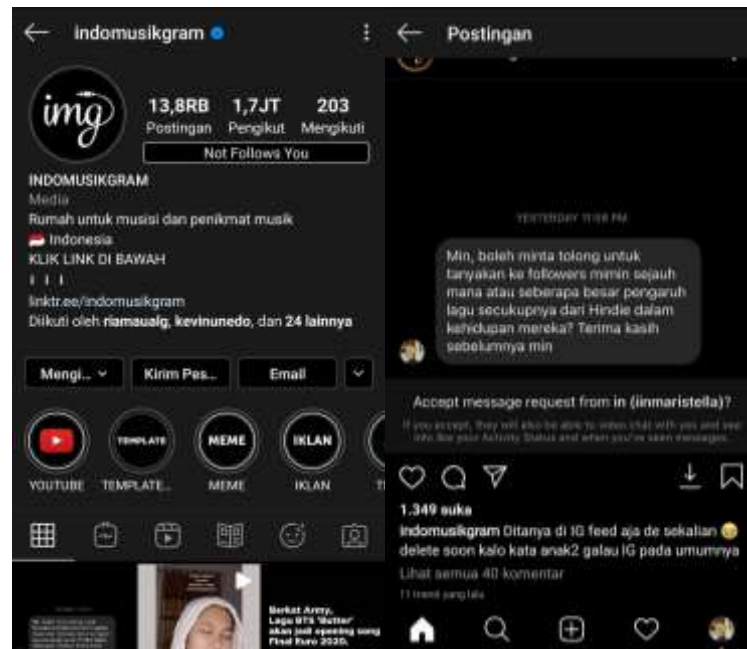 indomusikgram
img
13,8RB 1,7JT 203
Postingan Pengikut Mengikuti
Not Follows You
INDOMUSIKGRAM
Media
Rumah untuk musisi dan penikmat musik
Indonesia
KLIK LINK DI BAWAH
linktr.ee/indomusikgram
Diikuti oleh riamaualg, kevinunedo, dan 24 lainnya
Mengi... Kirim Pes... Email
TEMPLATE MEME IKLAN
YOUTUBE TEMPLATE... MEME IKLAN
Berkat Army,
Lagu BTS 'Butter'
akan jadi opening song
Final Euro 2020.
Postingan
YESTERDAY 11:08 PM
Min, boleh minta tolong untuk
tanyakan ke followers mimin sejauh
mana atau seberapa besar pengaruh
lagu secukupnya dari Hindie dalam
kehidupan mereka? Terima kasih
sebelumnya min
Accept message request from in (iinmaristella)?
If you accept, they will also be able to video chat with you and see
info like your Activity Status and when you've seen messages.
1.349 suka
indomusikgram Ditanya di IG feed aja de sekalian
delete soon kalo kata anak2 galau IG pada umumnya
Lihat semua 40 komentar
11 menit yang lalu